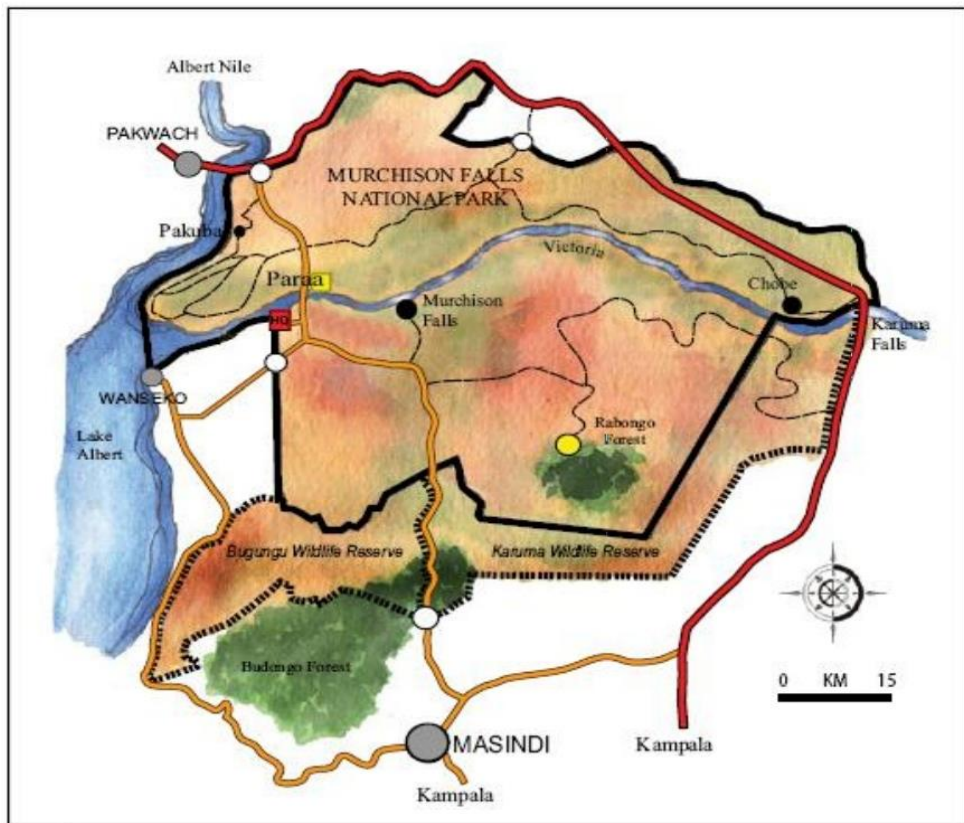 Albert Nile
PAKWACH
MURCHISON FALLS
NATIONAL PARK
Pakuba
Victoria
Paraa
Chobe
Murchison
Falls
HQ
Karuma
Falls
WANSEKO
Lake
Albert
Rabongo
Forest
Bugungu Wildlife Reserve
Karuma Wildlife Reserve
Budongo Forest
0 KM 15
MASINDI
Kampala
Kampala